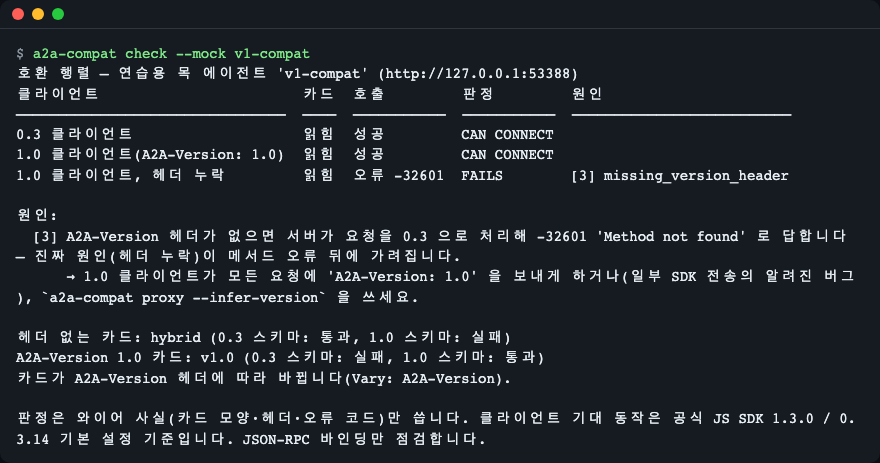 $ a2a-compat check --mock v1-compat
호환 행렬 — 연습용 목 에이전트 'v1-compat' (http://127.0.0.1:53388)
클라이언트 카드 호출 판정 원인
0.3 클라이언트 읽힘 성공 CAN CONNECT
1.0 클라이언트(A2A-Version: 1.0) 읽힘 성공 CAN CONNECT
1.0 클라이언트, 헤더 누락 읽힘 오류 -32601 FAILS [3] missing_version_header
원인:
[3] A2A-Version 헤더가 없으면 서버가 요청을 0.3 으로 처리해 -32601 'Method not found' 로 답합니다
— 진짜 원인(헤더 누락)이 메서드 오류 뒤에 가려집니다.
→ 1.0 클라이언트가 모든 요청에 'A2A-Version: 1.0' 을 보내게 하거나(일부 SDK 전송의 알려진 버그
), `a2a-compat proxy --infer-version` 을 쓰세요.
헤더 없는 카드: hybrid (0.3 스키마: 통과, 1.0 스키마: 실패)
A2A-Version 1.0 카드: v1.0 (0.3 스키마: 실패, 1.0 스키마: 통과)
카드가 A2A-Version 헤더에 따라 바뀝니다(Vary: A2A-Version).
판정은 와이어 사실(카드 모양·헤더·오류 코드)만 씁니다. 클라이언트 기대 동작은 공식 JS SDK 1.3.0 / 0.
3.14 기본 설정 기준입니다. JSON-RPC 바인딩만 점검합니다.